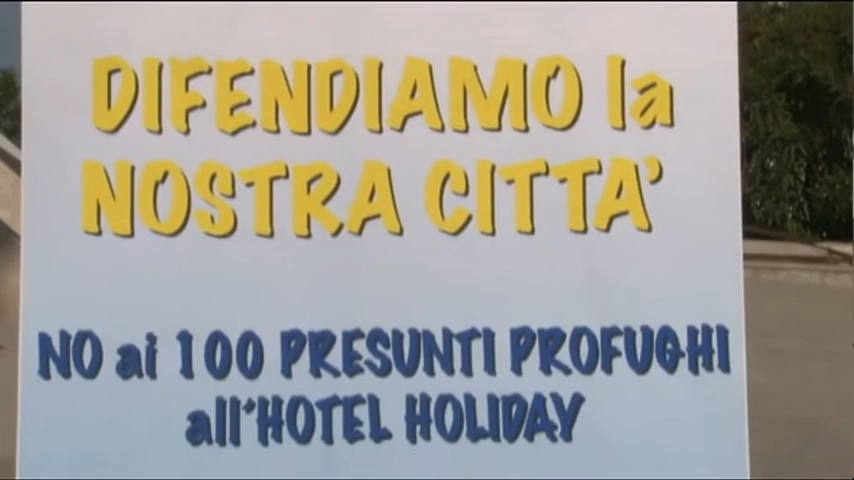 DIFENDIAMO la
NOSTRA CITTA'
NO ai 100 PRESUNTI PROFUGHI
all'HOTEL HOLIDAY